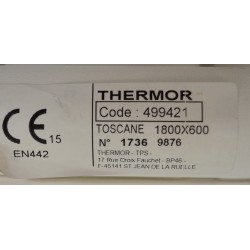 THERMOR
Code : 499421
TOSCANE 1800X600
N° 1736 9876
THERMOR - TPS -
17 Rue Croix Fauchet - BP46 -
F-45141 ST JEAN DE LA RUELLE
CE 15
EN442